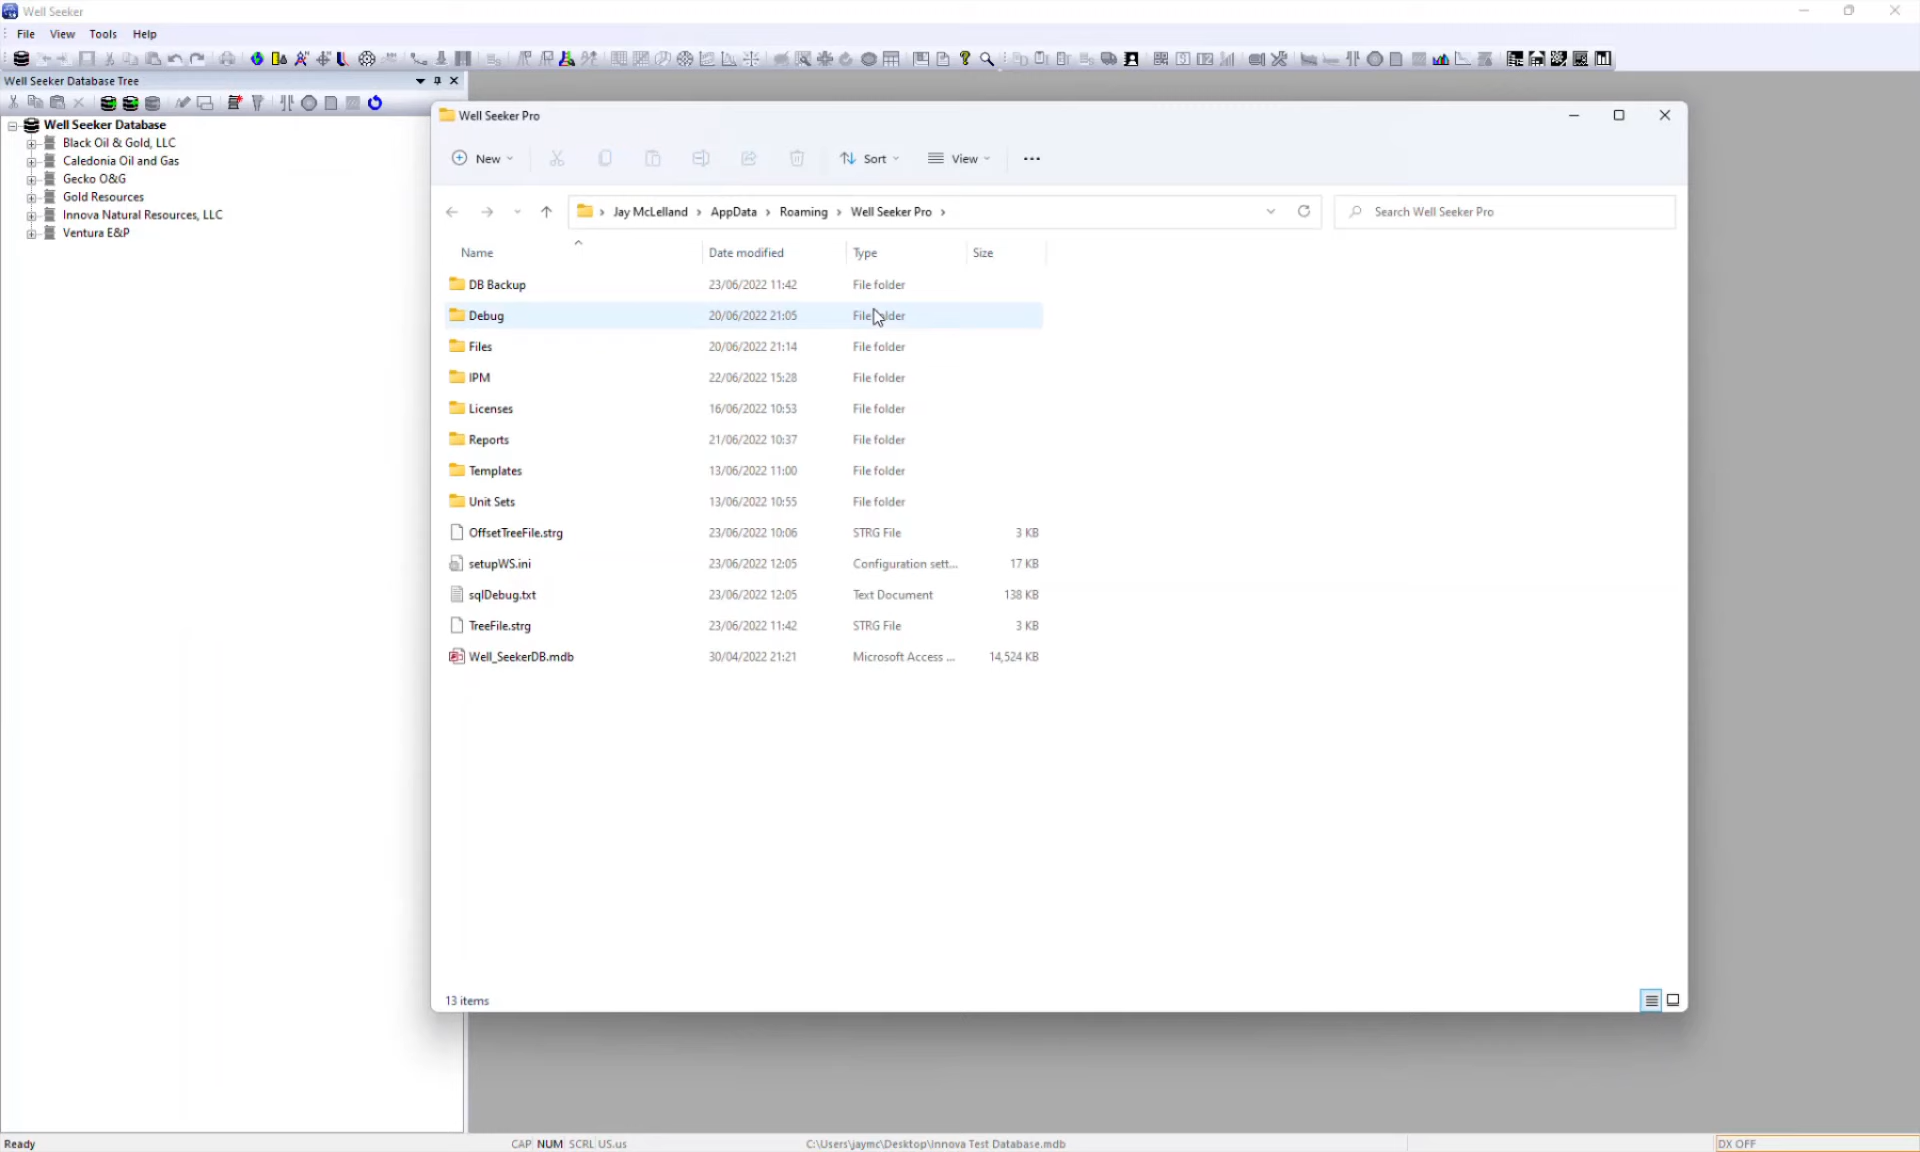 Well Seeker
File View Tools Help
Well Seeker Database Tree
Well Seeker Database
Black Oil & Gold, LLC
Caledonia Oil and Gas
Gecko O&G
Gold Resources
Innova Natural Resources, LLC
Ventura E&P
Well Seeker Pro
New Sort View
Jay McLelland AppData Roaming Well Seeker Pro Search Well Seeker Pro
Name Date modified Type Size
DB Backup 23/06/2022 11:42 File folder
Debug 20/06/2022 21:05 File folder
Files 20/06/2022 21:14 File folder
IPM 22/06/2022 15:28 File folder
Licenses 16/06/2022 10:53 File folder
Reports 21/06/2022 10:37 File folder
Templates 13/06/2022 11:00 File folder
Unit Sets 13/06/2022 10:55 File folder
OffsetTreeFile.strg 23/06/2022 10:06 STRG File 3 KB
setupWS.ini 23/06/2022 12:05 Configuration sett... 17 KB
sqlDebug.txt 23/06/2022 12:05 Text Document 138 KB
TreeFile.strg 23/06/2022 11:42 STRG File 3 KB
Well_SeekerDB.mdb 30/04/2022 21:21 Microsoft Access ... 14,524 KB
13 items
Ready CAP NUM SCRL US.us C:\Users\jaymc\Desktop\Innova Test Database.mdb DX OFF